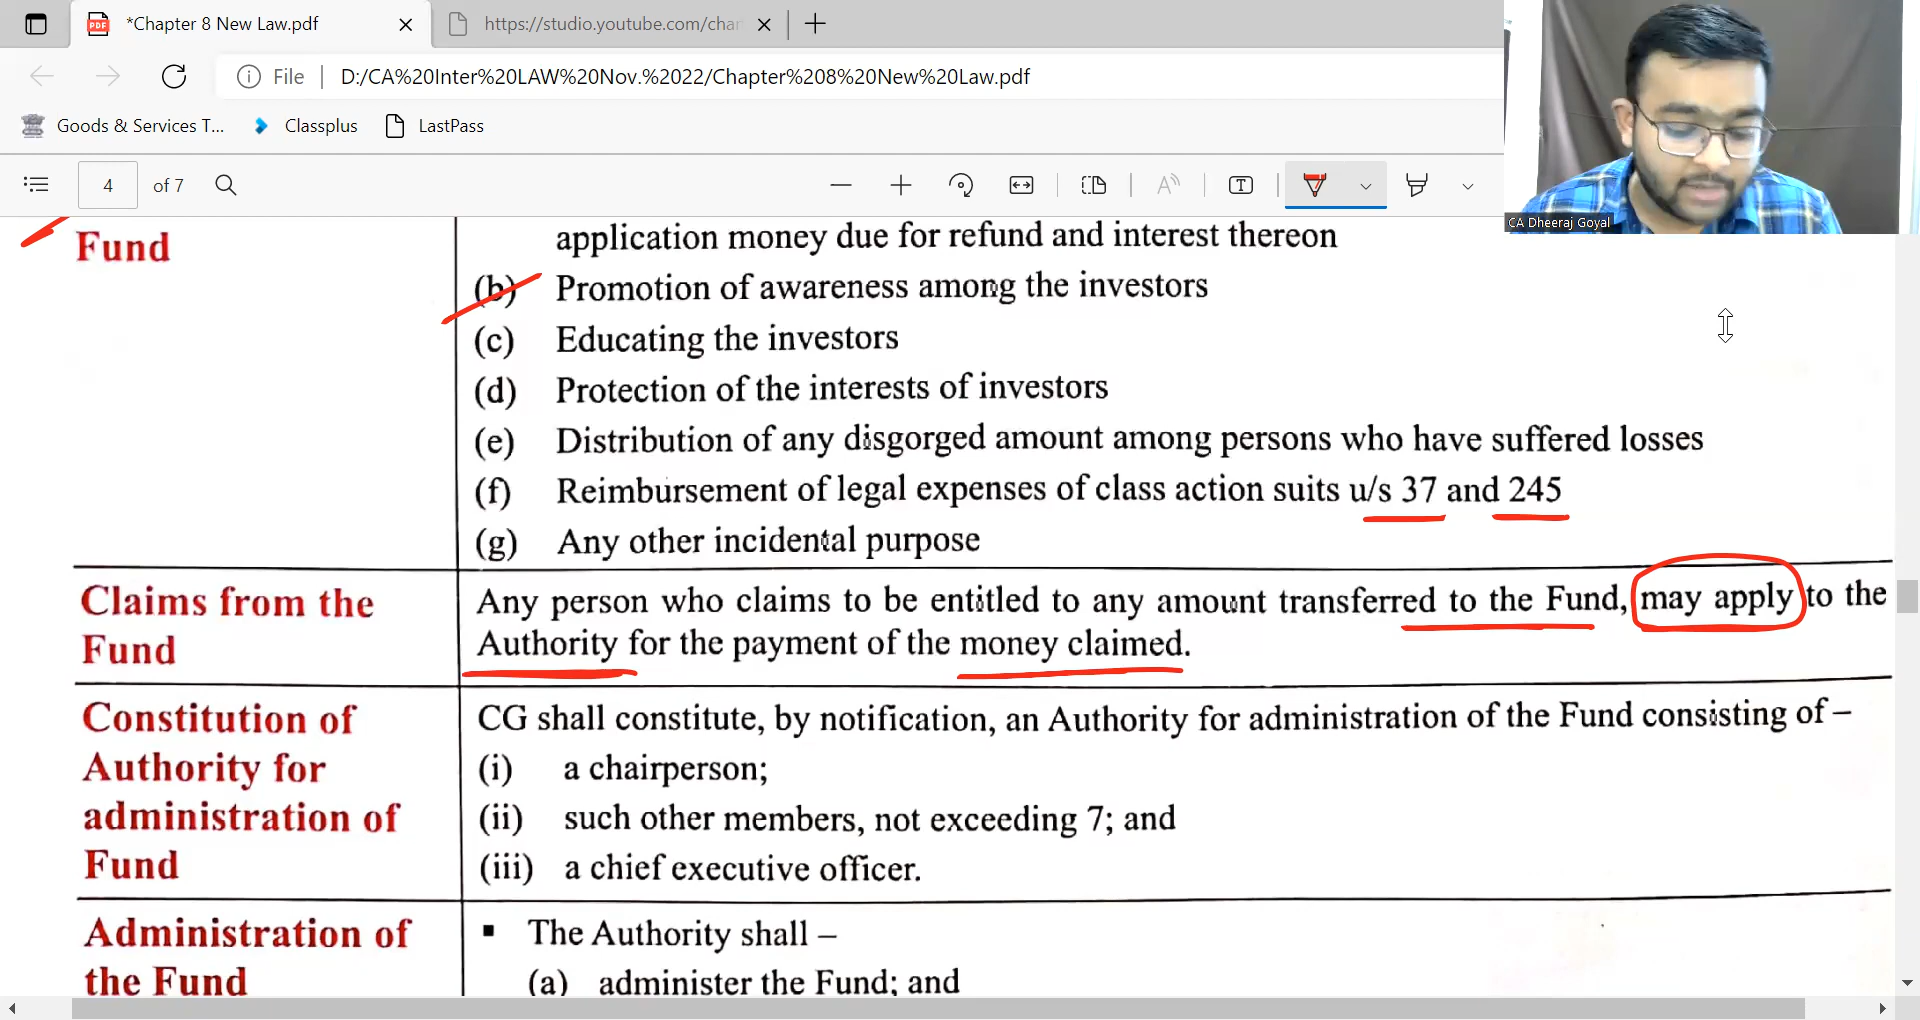 *Chapter 8 New Law.pdf
https://studio.youtube.com/char
File
D:/CA%20Inter%20LAW%20Nov.%2022/Chapter%208%20New%20Law.pdf
Goods & Services T...
Classplus
LastPass
4 of 7
CA Dheeraj Goyal
Fund
application money due for refund and interest thereon
(b) Promotion of awareness among the investors
(c) Educating the investors
(d) Protection of the interests of investors
(e) Distribution of any disgorged amount among persons who have suffered losses
(f) Reimbursement of legal expenses of class action suits u/s 37 and 245
(g) Any other incidental purpose
Claims from the
Fund
Any person who claims to be entitled to any amount transferred to the Fund, may apply to the
Authority for the payment of the money claimed.
Constitution of
Authority for
administration of
Fund
CG shall constitute, by notification, an Authority for administration of the Fund consisting of –
(i) a chairperson;
(ii) such other members, not exceeding 7; and
(iii) a chief executive officer.
Administration of
the Fund
▪ The Authority shall –
(a) administer the Fund; and